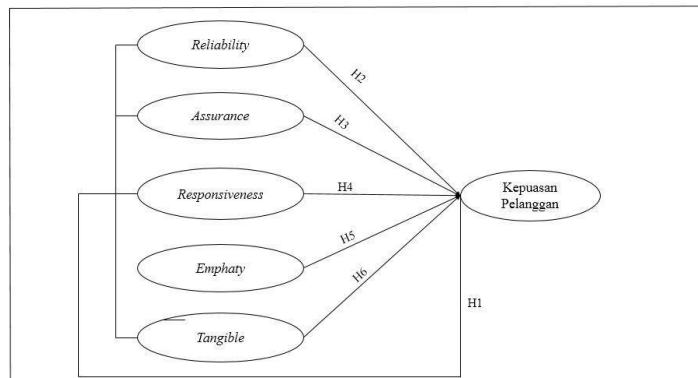 Reliability
H2
Assurance
H3
Responsiveness
H4
Kepuasan
Pelanggan
Emphaty
H5
H6
Tangible
H1